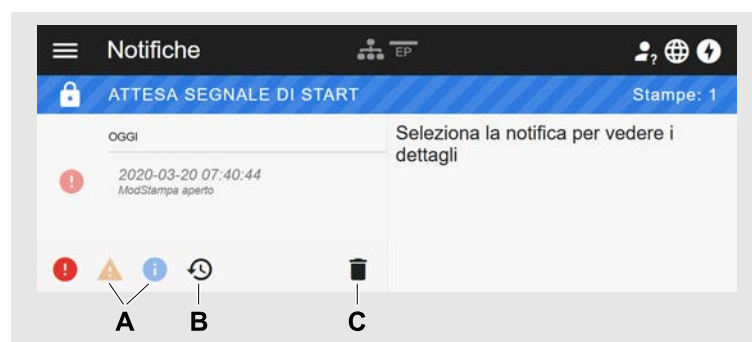 Notifiche
EP
?
ATTESA SEGNALE DI START
Stampe: 1
OGGI
Seleziona la notifica per vedere i
dettagli
2020-03-20 07:40:44
ModStampa aperto
A
B
C